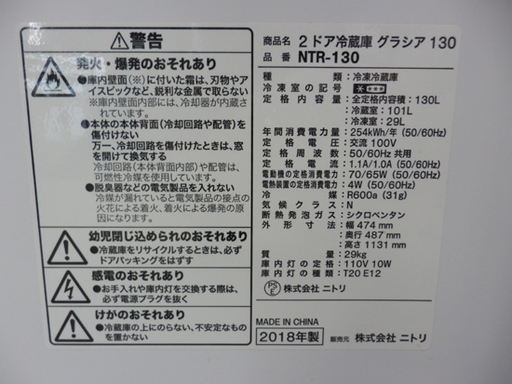 警告
発火・爆発のおそれあり
●庫内壁面(※)に付いた霜は、刃物やア
イスピックなど、鋭利な金属で取らない
(※庫内壁面部には、冷却器が内蔵さ
れています。)
●本体の本体背面(冷却回路や配管)を
傷付けない
万一、冷却回路を傷付けたときは、窓
を開けて換気する
冷却回路(本体背面部内)や配管は、
可燃性冷媒を使用しています。
●脱臭器などの電気製品を入れない
冷媒が漏れていると電気製品の接点の
火花による着火、着火による爆発の原
因になります。
幼児閉じ込められのおそれあり
●冷蔵庫をリサイクルするときは、必ず
ドアパッキングをはずす
感電のおそれあり
●お手入れや庫内灯を交換する際は、
必ず電源プラグを抜く
けがのおそれあり
●冷蔵庫の上にのらない、不安定なもの
を置かない
商品名 2ドア冷蔵庫 グラシア 130
品番 NTR-130
種類 : 冷凍冷蔵庫
冷凍室の記号 :
定格内容積 : 全定格内容積 : 130L
冷蔵室 : 101L
冷凍室 : 29L
年間消費電力量 : 254kWh/年 (50/60Hz)
定格電圧 : 交流 100V
定格周波数 : 50/60Hz 共用
定格電流 : 1.1A/1.0A (50/60Hz)
電動機の定格消費電力 : 70/65W (50/60Hz)
電熱装置の定格消費電力 : 4W (50/60Hz)
冷媒 : R600a (31g)
気候クラス : N
断熱発泡ガス : シクロペンタン
外形寸法 : 幅 474 mm
奥行 487 mm
高さ 1131 mm
質量 : 29kg
庫内灯の定格 : 110V 10W
庫内灯の種類 : T20 E12
PSE 株式会社 ニトリ
MADE IN CHINA
2018年製 販売元 株式会社 ニトリ